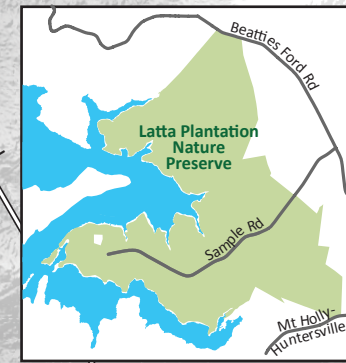 Beatties Ford Rd
Latta Plantation
Nature
Preserve
Sample Rd
Mt Holly-
Huntersville